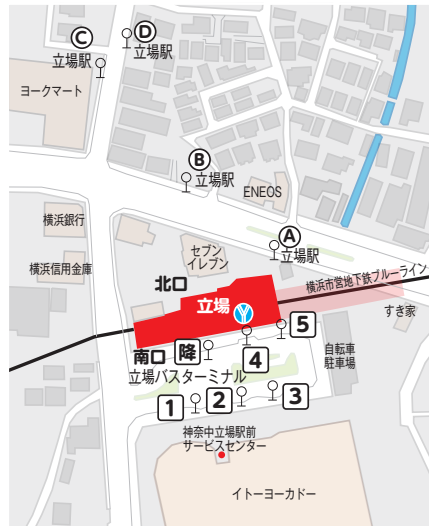 D
C
立場駅
立場駅
ヨークマート
B
立場駅
ENEOS
横浜銀行
A
セブン
イレブン
立場駅
横浜信用金庫
北口
横浜市営地下鉄ブルーライン
立場
すき家
5
南口
降
4
自転車
駐車場
立場バスターミナル
1
2
3
神奈中立場駅前
サービスセンター
イトーヨーカドー